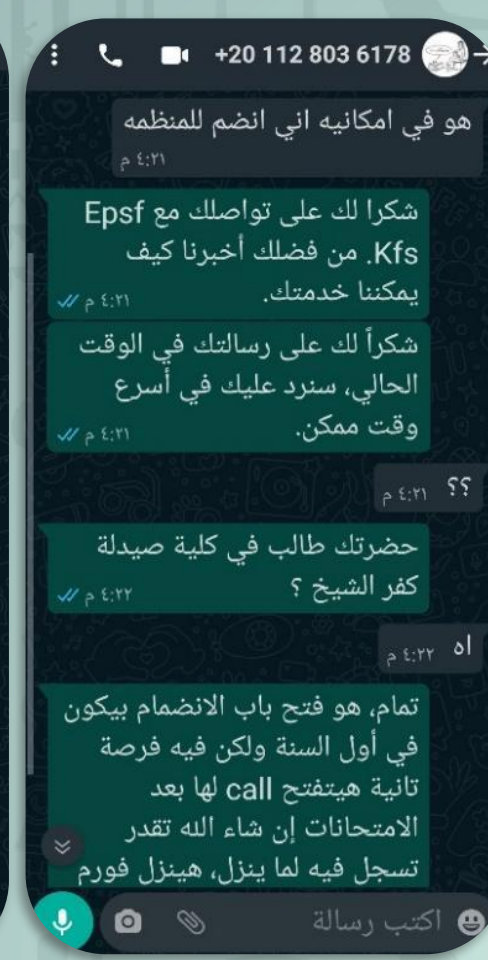 +20 112 803 6178
هو في امكانيه اني انضم للمنظمه
٤:٢١ م
شكرا لك على تواصلك مع Epsf
Kfs. من فضلك أخبرنا كيف
يمكننا خدمتك.
٤:٢١ م
شكراً لك على رسالتك في الوقت
الحالي، سنرد عليك في أسرع
وقت ممكن.
٤:٢١ م
؟؟ ٤:٢١ م
حضرتك طالب في كلية صيدلة
كفر الشيخ ؟
٤:٢٢ م
اه ٤:٢٢ م
تمام، هو فتح باب الانضمام بيكون
في أول السنة ولكن فيه فرصة
تانية هيتفتح call لها بعد
الامتحانات إن شاء الله تقدر
تسجل فيه لما ينزل، هينزل فورم
اكتب رسالة